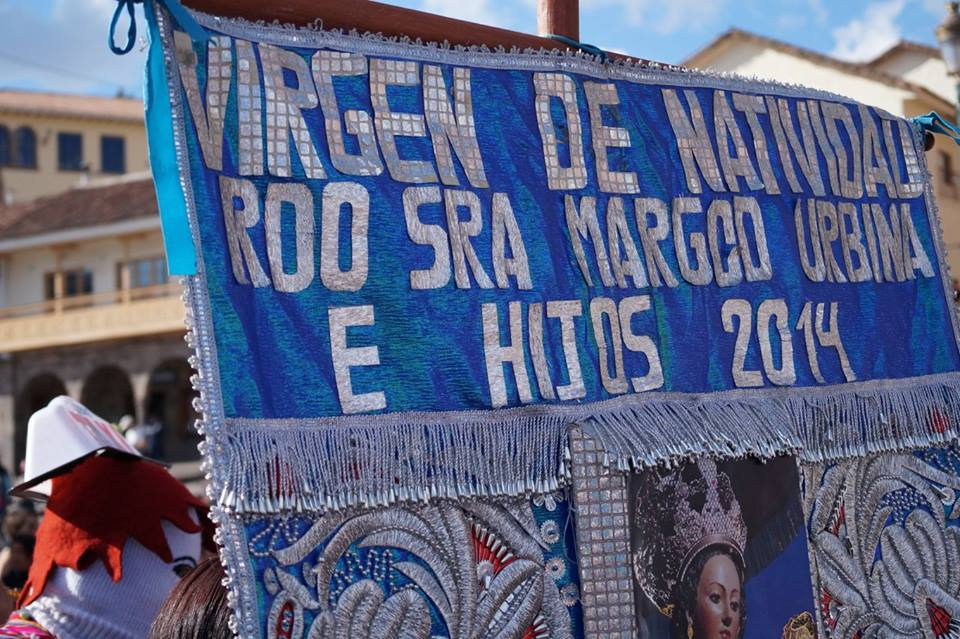 VIRGEN DE NATIVIDAD
RDO SRA MARGOD URBINA
E HIJOS 2014